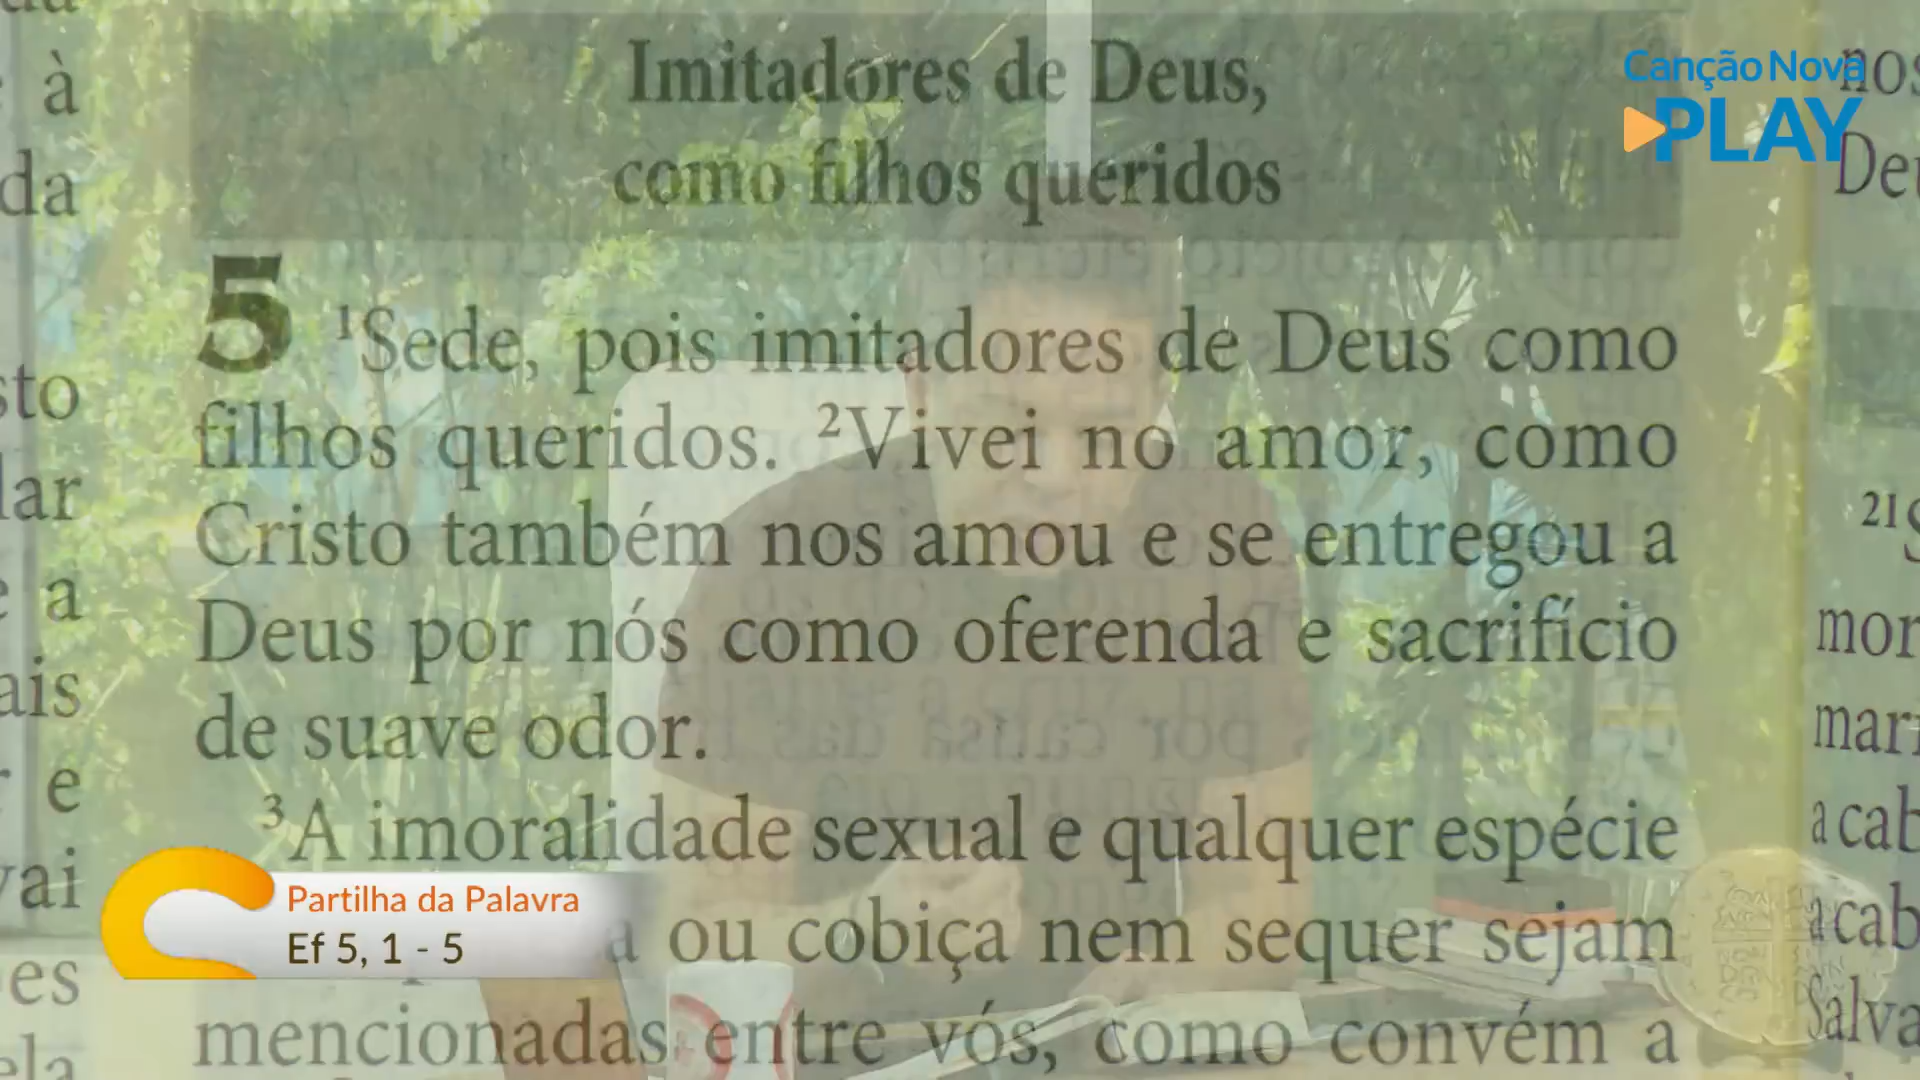 Imitadores de Deus,
como filhos queridos
5 ¹Sede, pois imitadores de Deus como
filhos queridos. ²Vivei no amor, como
Cristo também nos amou e se entregou a
Deus por nós como oferenda e sacrifício
de suave odor.
³A imoralidade sexual e qualquer espécie
ou cobiça nem sequer sejam
mencionadas entre vós, como convém a
Canção Nova
PLAY
Partilha da Palavra
Ef 5, 1 - 5
à
da
e
a
21